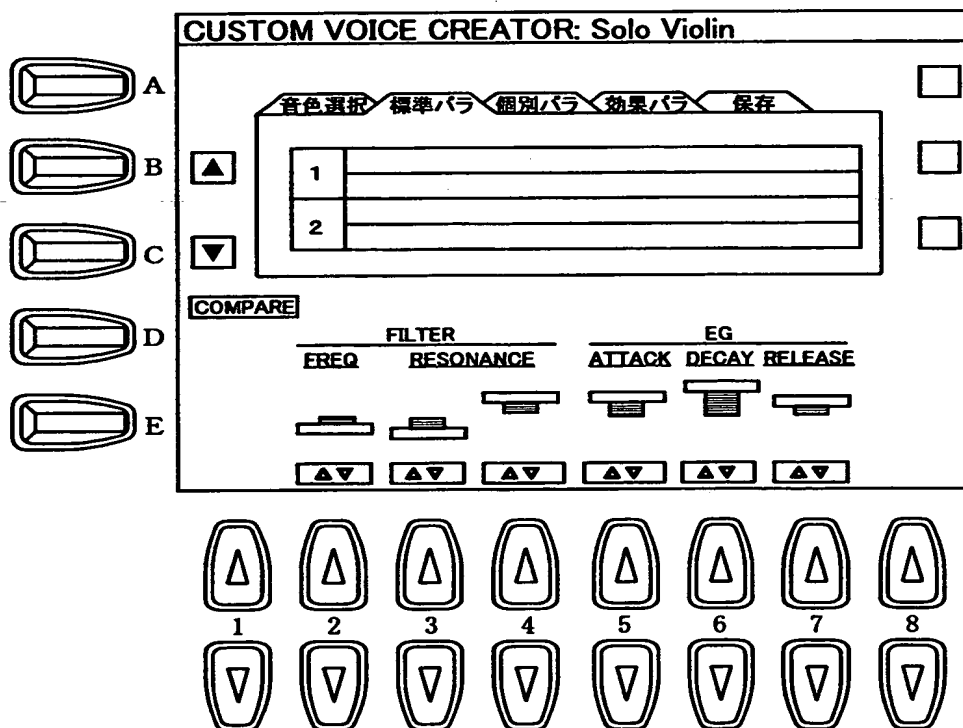 CUSTOM VOICE CREATOR: Solo Violin
A
音色選択 標準パラ 個別パラ 効果パラ 保存
B ▲ 1
C ▼ 2
COMPARE
D
FILTER EG
FREQ RESONANCE ATTACK DECAY RELEASE
E
1 2 3 4 5 6 7 8